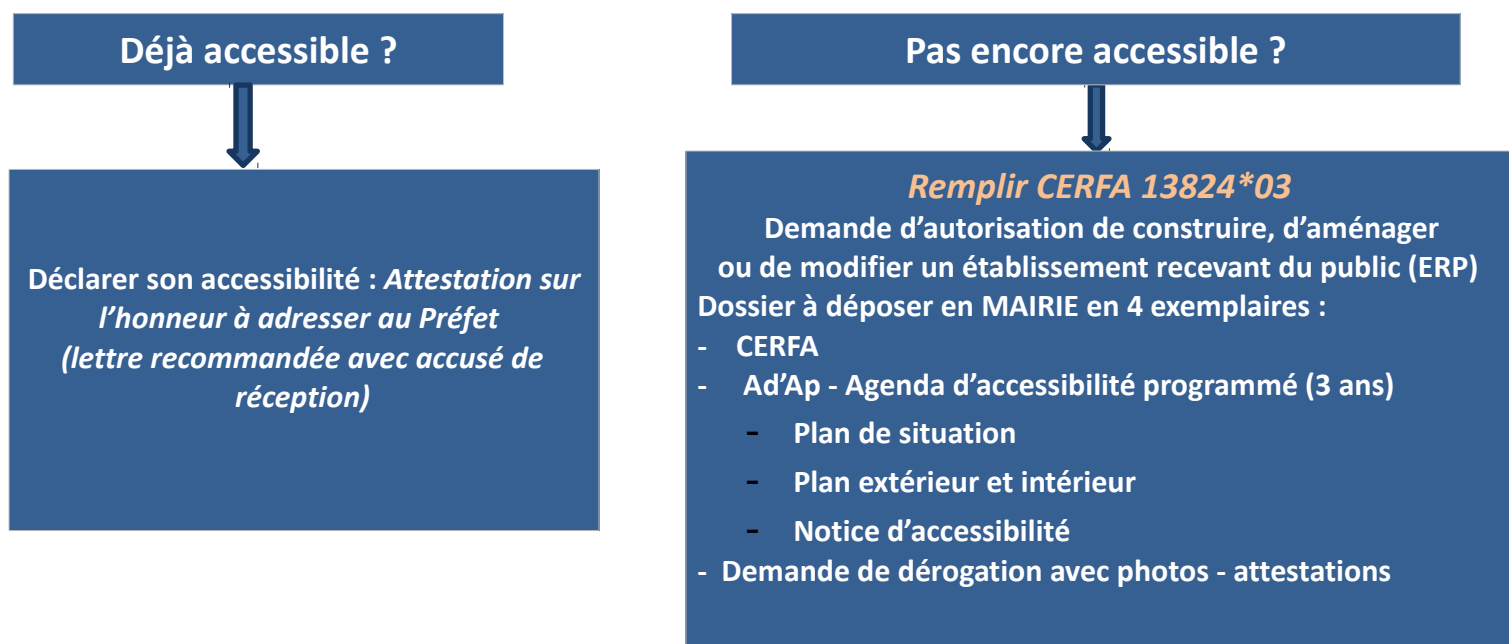 Déjà accessible ?
Déclarer son accessibilité : Attestation sur
l’honneur à adresser au Préfet
(lettre recommandée avec accusé de
réception)
Pas encore accessible ?
Remplir CERFA 13824*03
Demande d’autorisation de construire, d’aménager
ou de modifier un établissement recevant du public (ERP)
Dossier à déposer en MAIRIE en 4 exemplaires :
- CERFA
- Ad’Ap - Agenda d’accessibilité programmé (3 ans)
- Plan de situation
- Plan extérieur et intérieur
- Notice d’accessibilité
- Demande de dérogation avec photos - attestations